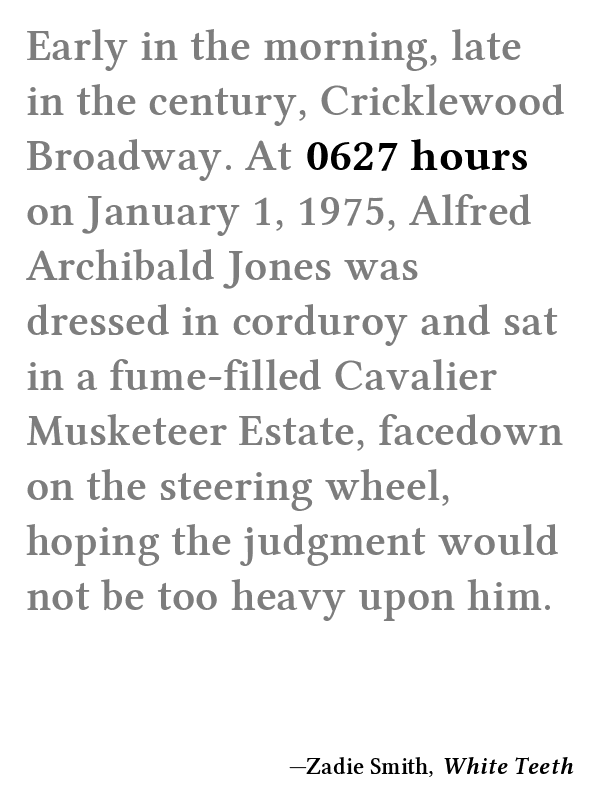 Early in the morning, late
in the century, Cricklewood
Broadway. At 0627 hours
on January 1, 1975, Alfred
Archibald Jones was
dressed in corduroy and sat
in a fume-filled Cavalier
Musketeer Estate, facedown
on the steering wheel,
hoping the judgment would
not be too heavy upon him.
—Zadie Smith, White Teeth